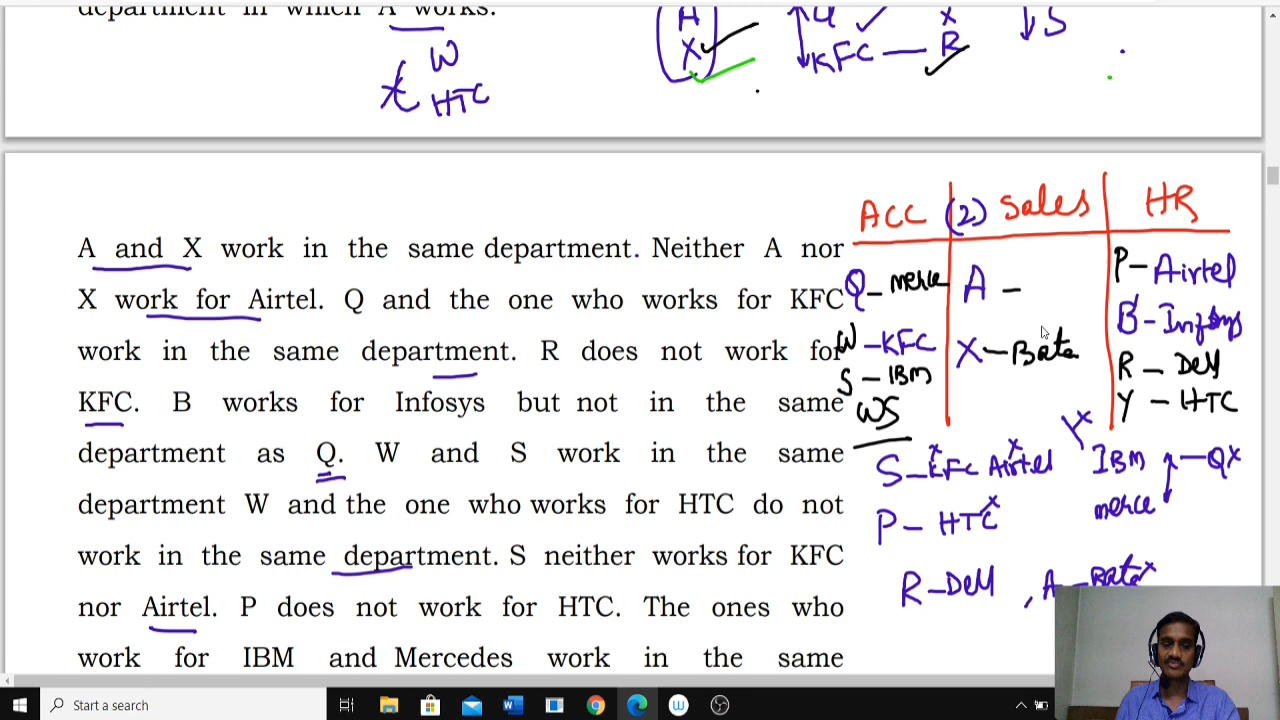 department in which A works.
W
HTC
A
X
G
KFC — R
X
S
A and X work in the same department. Neither A nor
X work for Airtel. Q and the one who works for KFC
work in the same department. R does not work for
KFC. B works for Infosys but not in the same
department as Q. W and S work in the same
department W and the one who works for HTC do not
work in the same department. S neither works for KFC
nor Airtel. P does not work for HTC. The ones who
work for IBM and Mercedes work in the same
ACC (2) Sales HR
Q – merce A – P – Airtel
W – KFC X – Bata B – Infosys
S – IBM R – Dell
WS Y – HTC
S – KFC Airtel IBM – Q X
P – HTC merce
R – Dell , A – Bata
Start a search